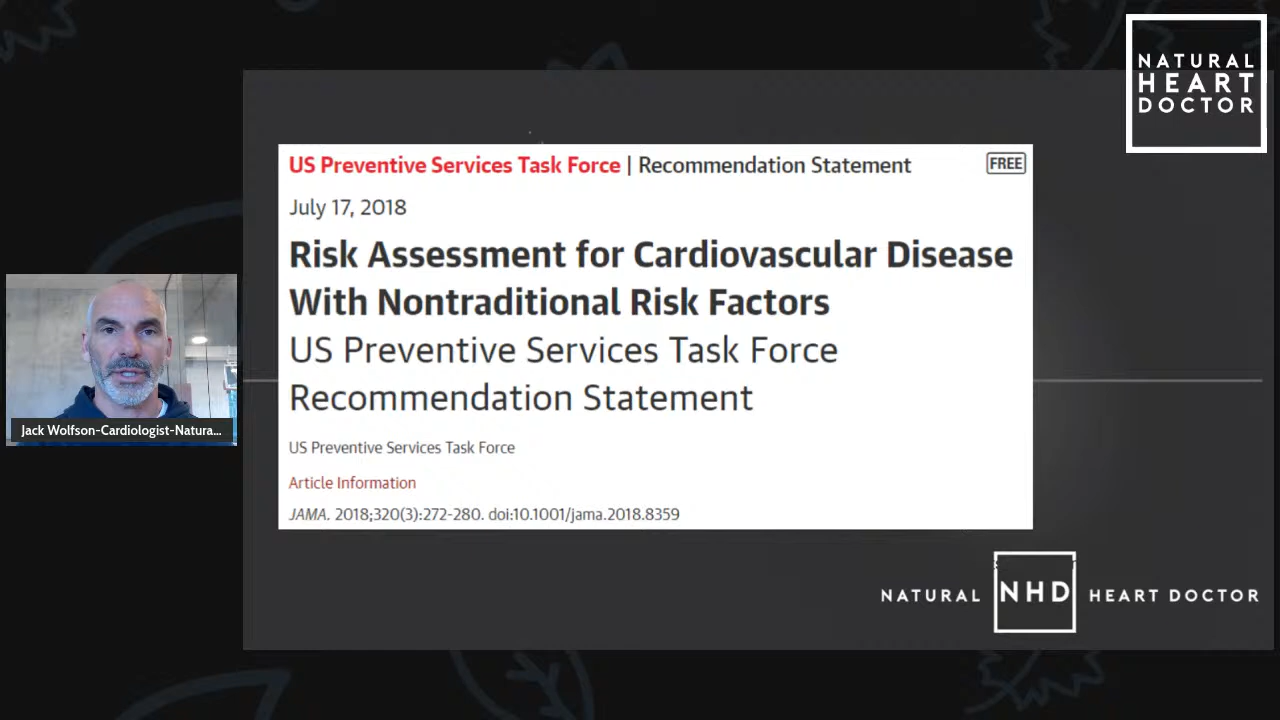 NATURAL
HEART
DOCTOR
US Preventive Services Task Force | Recommendation Statement
FREE
July 17, 2018
Risk Assessment for Cardiovascular Disease
With Nontraditional Risk Factors
US Preventive Services Task Force
Recommendation Statement
US Preventive Services Task Force
Article Information
JAMA. 2018;320(3):272-280. doi:10.1001/jama.2018.8359
Jack Wolfson-Cardiologist-Natura...
NATURAL NHD HEART DOCTOR